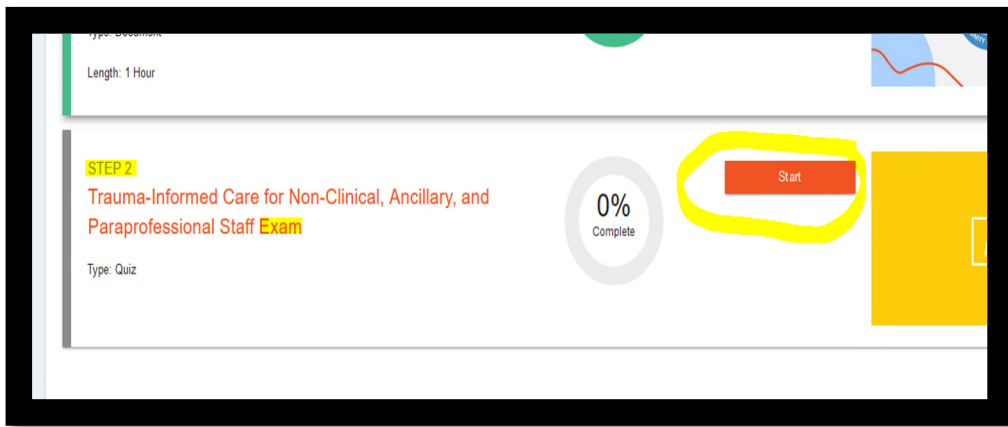 Length: 1 Hour
STEP 2
Trauma-Informed Care for Non-Clinical, Ancillary, and
Paraprofessional Staff Exam
Type: Quiz
0%
Complete
Start